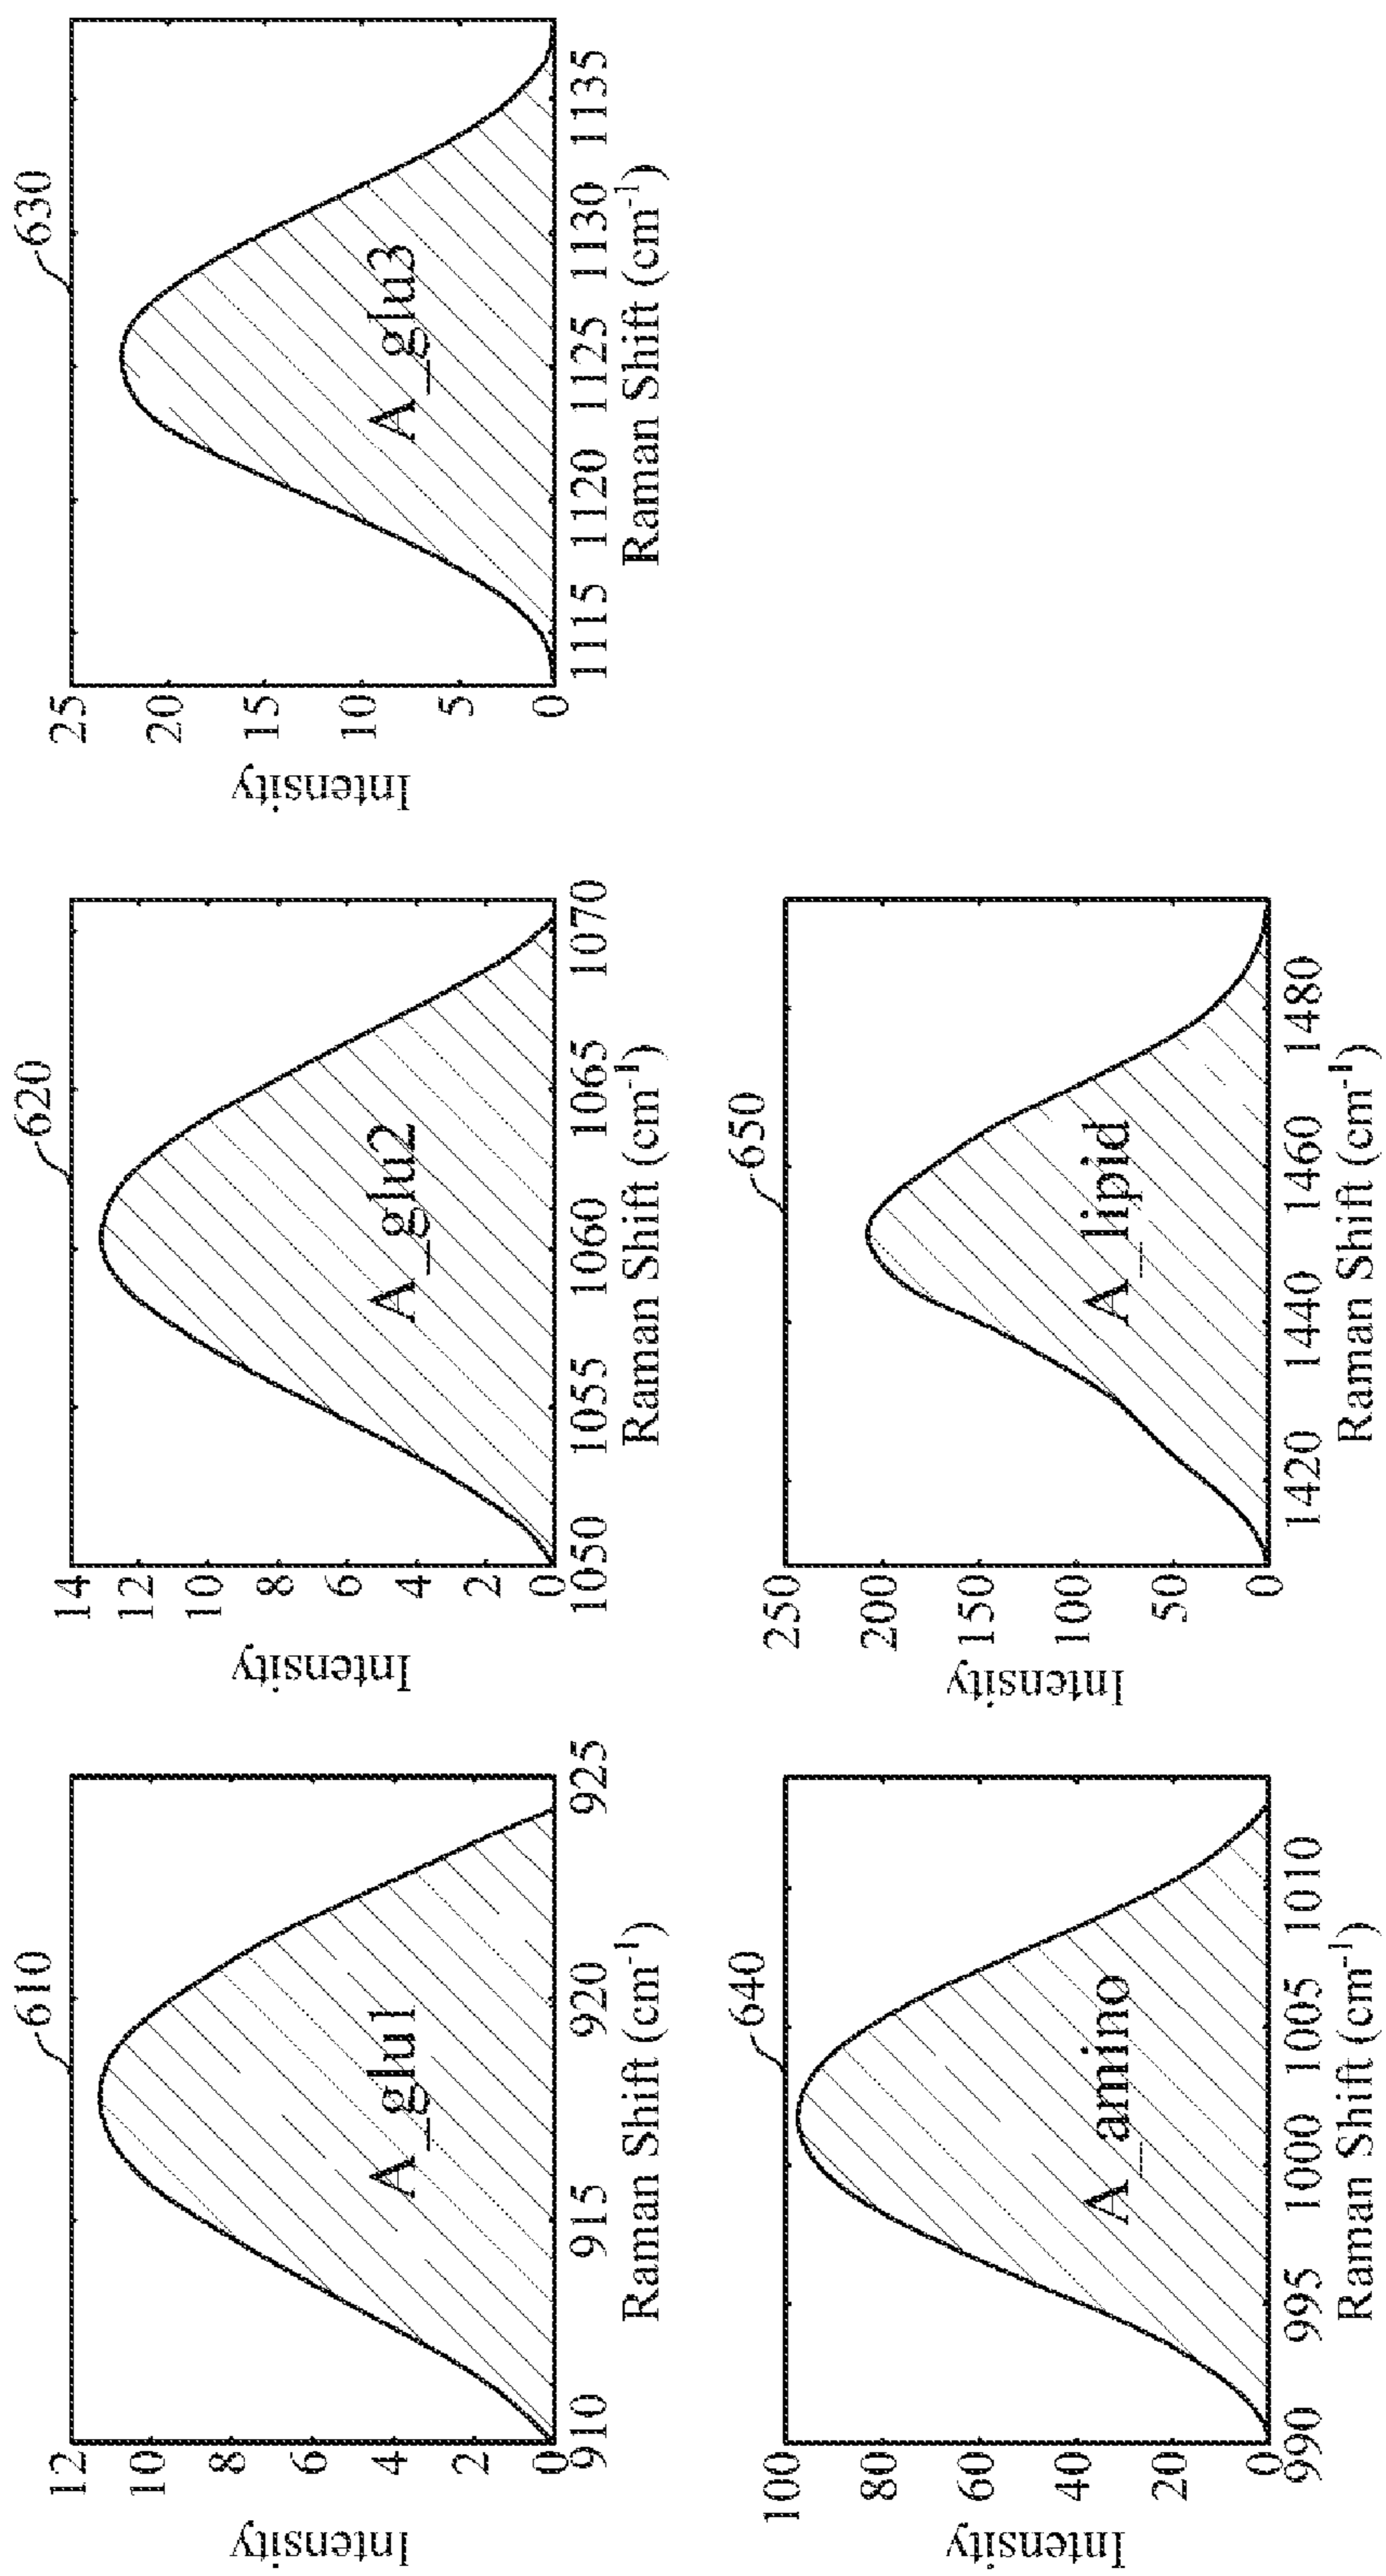 610
Intensity
12
10
8
6
4
2
0
A_glu1
910 915 920 925
Raman Shift (cm-1)
620
Intensity
14
12
10
8
6
4
2
0
A_glu2
1050 1055 1060 1065 1070
Raman Shift (cm-1)
630
Intensity
25
20
15
10
5
0
A_glu3
1115 1120 1125 1130 1135
Raman Shift (cm-1)
640
Intensity
100
80
60
40
20
0
A_amino
990 995 1000 1005 1010
Raman Shift (cm-1)
650
Intensity
250
200
150
100
50
0
A_lipid
1420 1440 1460 1480
Raman Shift (cm-1)